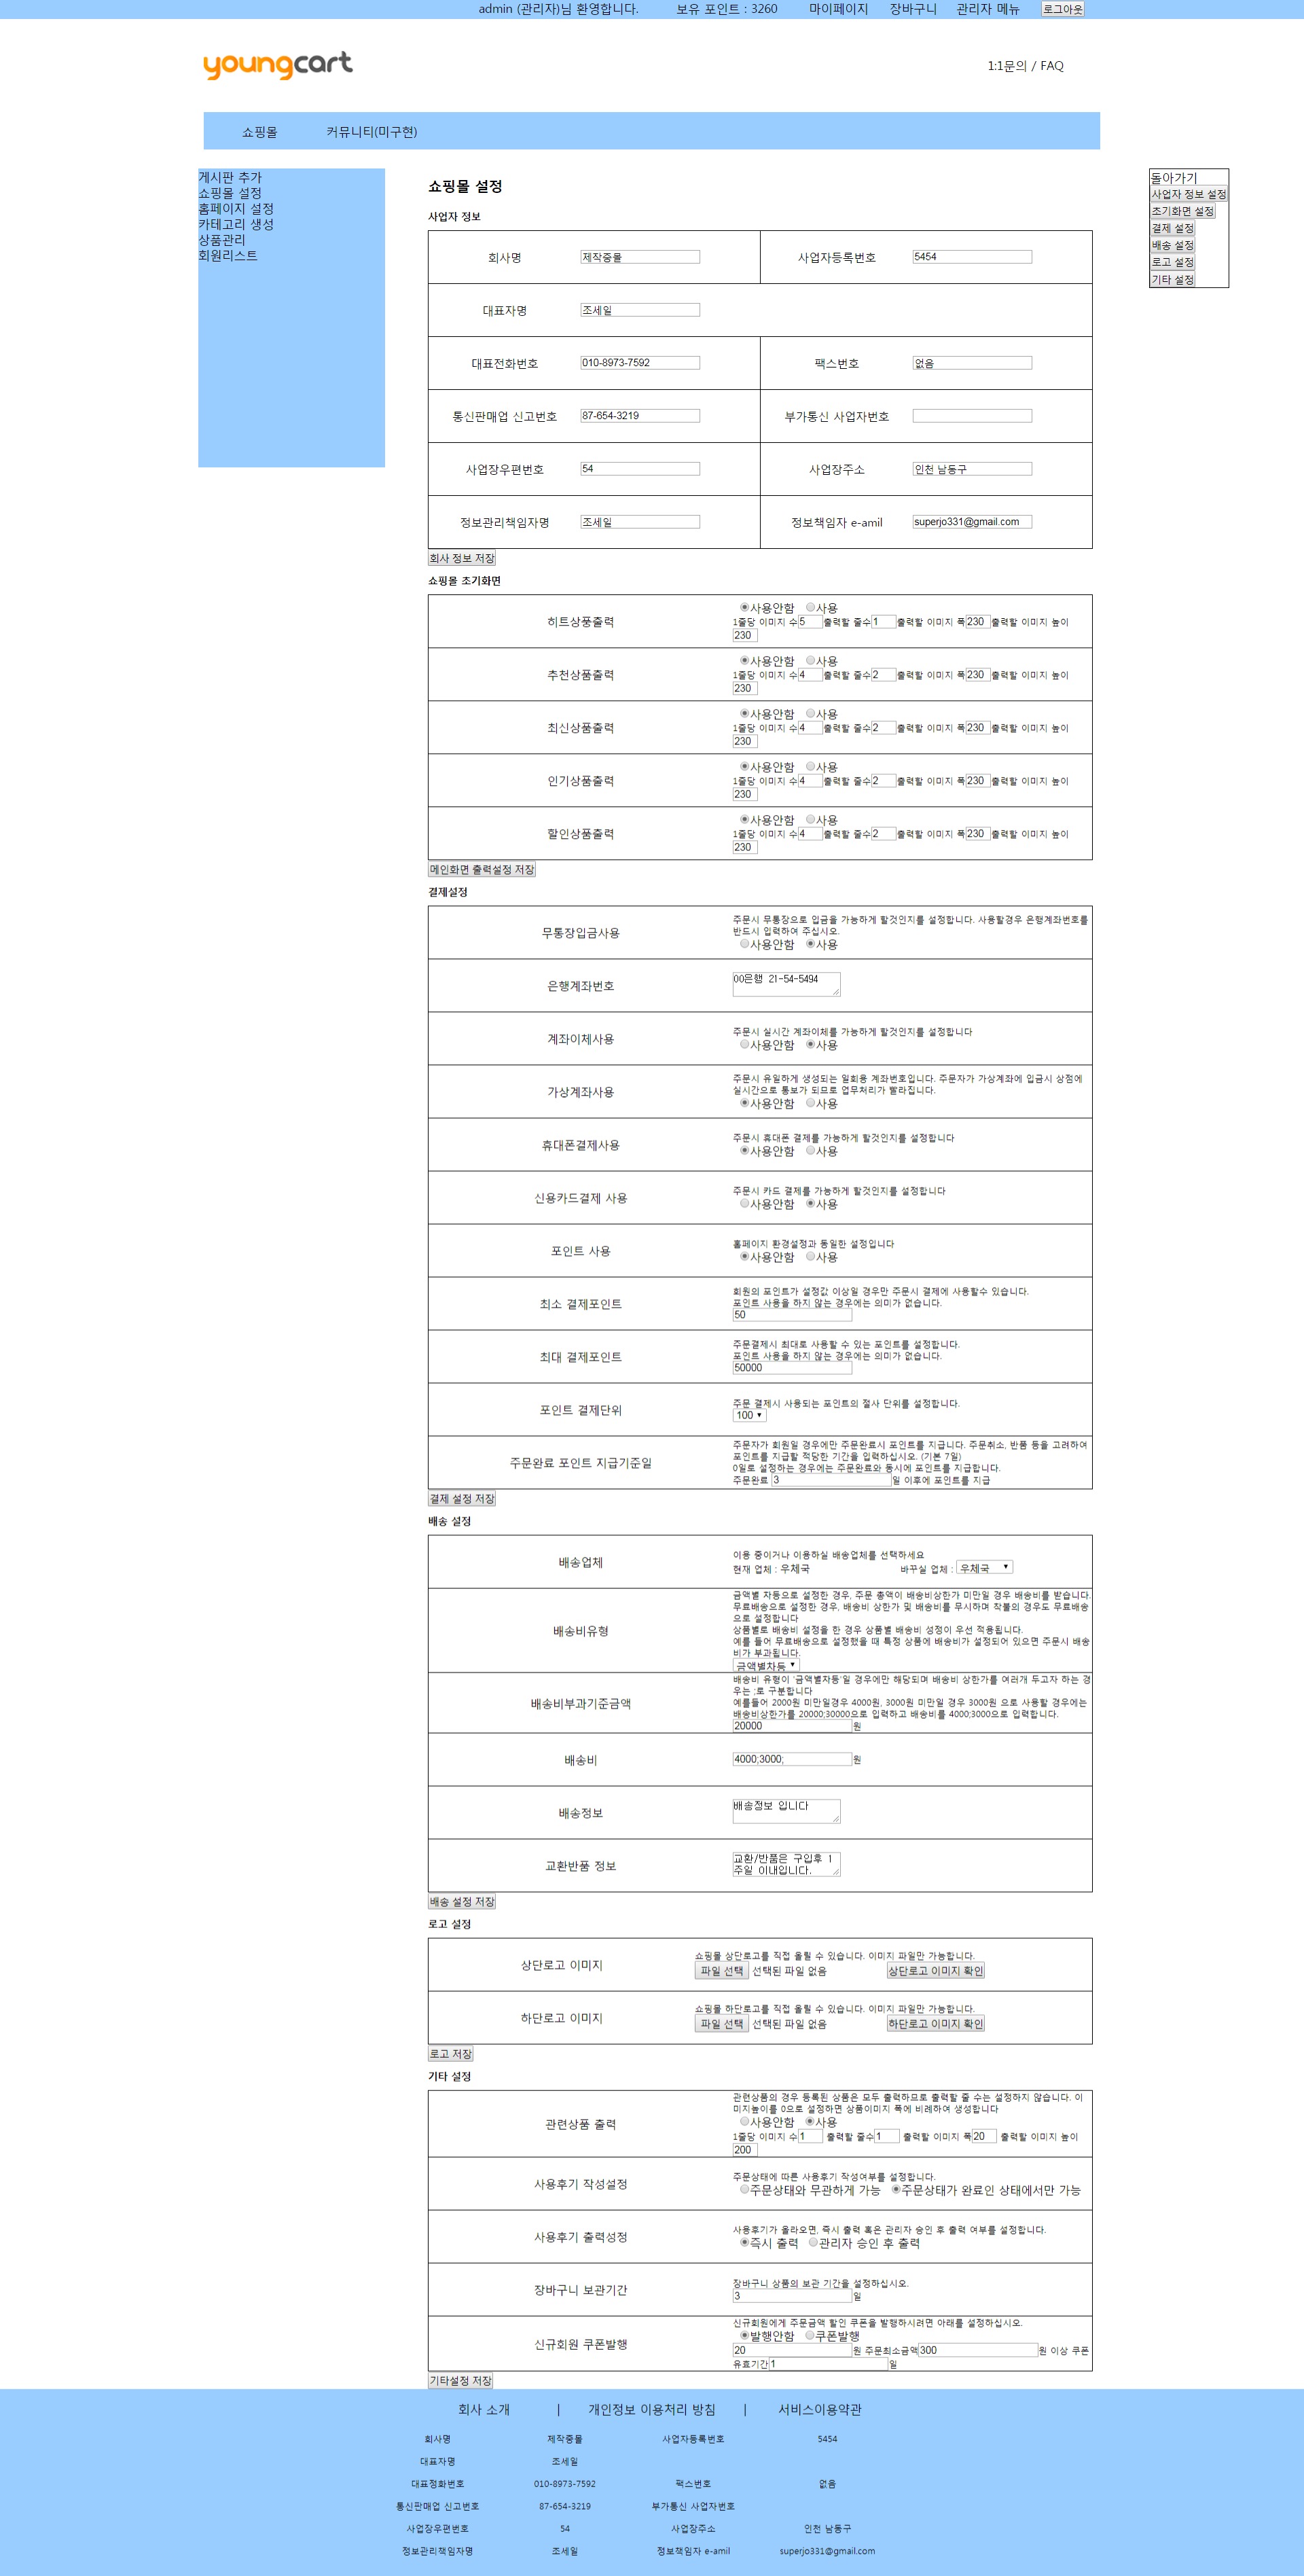 admin (관리자)님 환영합니다. 보유 포인트 : 3260 마이페이지 장바구니 관리자 메뉴 로그아웃
youngcart
1:1문의 / FAQ
쇼핑몰 커뮤니티(미구현)
게시판 추가
쇼핑몰 설정
홈페이지 설정
카테고리 생성
상품관리
회원리스트
돌아가기
사업자 정보 설정
조기화면 설정
결제 설정
배송 설정
로고 설정
기타 설정
쇼핑몰 설정
사업자 정보
회사명 제작중몰 사업자등록번호 5454
대표자명 조세일
대표전화번호 010-8973-7592 팩스번호 없음
통신판매업 신고번호 87-654-3219 부가통신 사업자번호
사업장우편번호 54 사업장주소 인천 남동구
정보관리책임자명 조세일 정보책임자 e-amil superjo331@gmail.com
회사 정보 저장
쇼핑몰 초기화면
히트상품출력
사용안함 사용
1줄당 이미지 수 5 출력할 줄수 1 출력할 이미지 폭 230 출력할 이미지 높이
230
추천상품출력
사용안함 사용
1줄당 이미지 수 4 출력할 줄수 2 출력할 이미지 폭 230 출력할 이미지 높이
230
최신상품출력
사용안함 사용
1줄당 이미지 수 4 출력할 줄수 2 출력할 이미지 폭 230 출력할 이미지 높이
230
인기상품출력
사용안함 사용
1줄당 이미지 수 4 출력할 줄수 2 출력할 이미지 폭 230 출력할 이미지 높이
230
할인상품출력
사용안함 사용
1줄당 이미지 수 4 출력할 줄수 2 출력할 이미지 폭 230 출력할 이미지 높이
230
메인화면 출력설정 저장
결제설정
무통장입금사용
주문시 무통장으로 입금을 가능하게 할것인지를 설정합니다. 사용할경우 은행계좌번호를
반드시 입력하여 주십시오.
사용안함 사용
은행계좌번호
00은행 21-54-5494
계좌이체사용
주문시 실시간 계좌이체를 가능하게 할것인지를 설정합니다
사용안함 사용
가상계좌사용
주문시 유일하게 생성되는 일회용 계좌번호입니다. 주문자가 가상계좌에 입금시 상점에
실시간으로 통보가 되므로 업무처리가 빨라집니다.
사용안함 사용
휴대폰결제사용
주문시 휴대폰 결제를 가능하게 할것인지를 설정합니다
사용안함 사용
신용카드결제 사용
주문시 카드 결제를 가능하게 할것인지를 설정합니다
사용안함 사용
포인트 사용
홈페이지 환경설정과 동일한 설정입니다
사용안함 사용
최소 결제포인트
회원의 포인트가 설정값 이상일 경우만 주문시 결제에 사용할수 있습니다.
포인트 사용을 하지 않는 경우에는 의미가 없습니다.
50
최대 결제포인트
주문결제시 최대로 사용할 수 있는 포인트를 설정합니다.
포인트 사용을 하지 않는 경우에는 의미가 없습니다.
50000
포인트 결제단위
주문 결제시 사용되는 포인트의 절사 단위를 설정합니다.
100
주문완료 포인트 지급기준일
주문자가 회원일 경우에만 주문완료시 포인트를 지급니다. 주문취소, 반품 등을 고려하여
포인트를 지급할 적당한 기간을 입력하십시오. (기본 7일)
0일로 설정하는 경우에는 주문완료와 동시에 포인트를 지급합니다.
주문완료 3 일 이후에 포인트를 지급
결제 설정 저장
배송 설정
배송업체
이용 중이거나 이용하실 배송업체를 선택하세요
현재 업체 : 우체국 바꾸실 업체 : 우체국
배송비유형
금액별 자등으로 설정한 경우, 주문 총액이 배송비상한가 미만일 경우 배송비를 받습니다.
무료배송으로 설정한 경우, 배송비 상한가 및 배송비를 무시하며 착불의 경우도 무료배송
으로 설정합니다
상품별로 배송비 설정을 한 경우 상품별 배송비 성정이 우선 적용됩니다.
예를 들어 무료배송으로 설정했을 때 특정 상품에 배송비가 설정되어 있으면 주문시 배송
비가 부과됩니다.
금액별차등
배송비부과기준금액
배송비 유형이 '금액별차등'일 경우에만 해당되며 배송비 상한가를 여러개 두고자 하는 경
우는 ;로 구분합니다
예를들어 2000원 미만일경우 4000원, 3000원 미만일 경우 3000원 으로 사용할 경우에는
배송비상한가를 20000;30000으로 입력하고 배송비를 4000;3000으로 입력합니다.
20000 원
배송비 4000;3000; 원
배송정보 배송정보 입니다
교환반품 정보
교환/반품은 구입후 1
주일 이내입니다.
배송 설정 저장
로고 설정
상단로고 이미지
쇼핑몰 상단로고를 직접 올릴 수 있습니다. 이미지 파일만 가능합니다.
파일 선택 선택된 파일 없음 상단로고 이미지 확인
하단로고 이미지
쇼핑몰 하단로고를 직접 올릴 수 있습니다. 이미지 파일만 가능합니다.
파일 선택 선택된 파일 없음 하단로고 이미지 확인
로고 저장
기타 설정
관련상품 출력
관련상품의 경우 등록된 상품은 모두 출력하므로 출력할 줄 수는 설정하지 않습니다. 이
미지높이를 0으로 설정하면 상품이미지 폭에 비례하여 생성합니다
사용안함 사용
1줄당 이미지 수 1 출력할 줄수 1 출력할 이미지 폭 20 출력할 이미지 높이
200
사용후기 작성설정
주문상태에 따른 사용후기 작성여부를 설정합니다.
주문상태와 무관하게 가능 주문상태가 완료인 상태에서만 가능
사용후기 출력성정
사용후기가 올라오면, 즉시 출력 혹은 관리자 승인 후 출력 여부를 설정합니다.
즉시 출력 관리자 승인 후 출력
장바구니 보관기간
장바구니 상품의 보관 기간을 설정하십시오.
3 일
신규회원 쿠폰발행
신규회원에게 주문금액 할인 쿠폰을 발행하시려면 아래를 설정하십시오.
발행안함 쿠폰발행
20 원 주문최소금액 300 원 이상 쿠폰
유효기간 1 일
기타설정 저장
회사 소개 | 개인정보 이용처리 방침 | 서비스이용약관
회사명 제작중몰 사업자등록번호 5454
대표자명 조세일
대표정화번호 010-8973-7592 팩스번호 없음
통신판매업 신고번호 87-654-3219 부가통신 사업자번호
사업장우편번호 54 사업장주소 인천 남동구
정보관리책임자명 조세일 정보책임자 e-amil superjo331@gmail.com